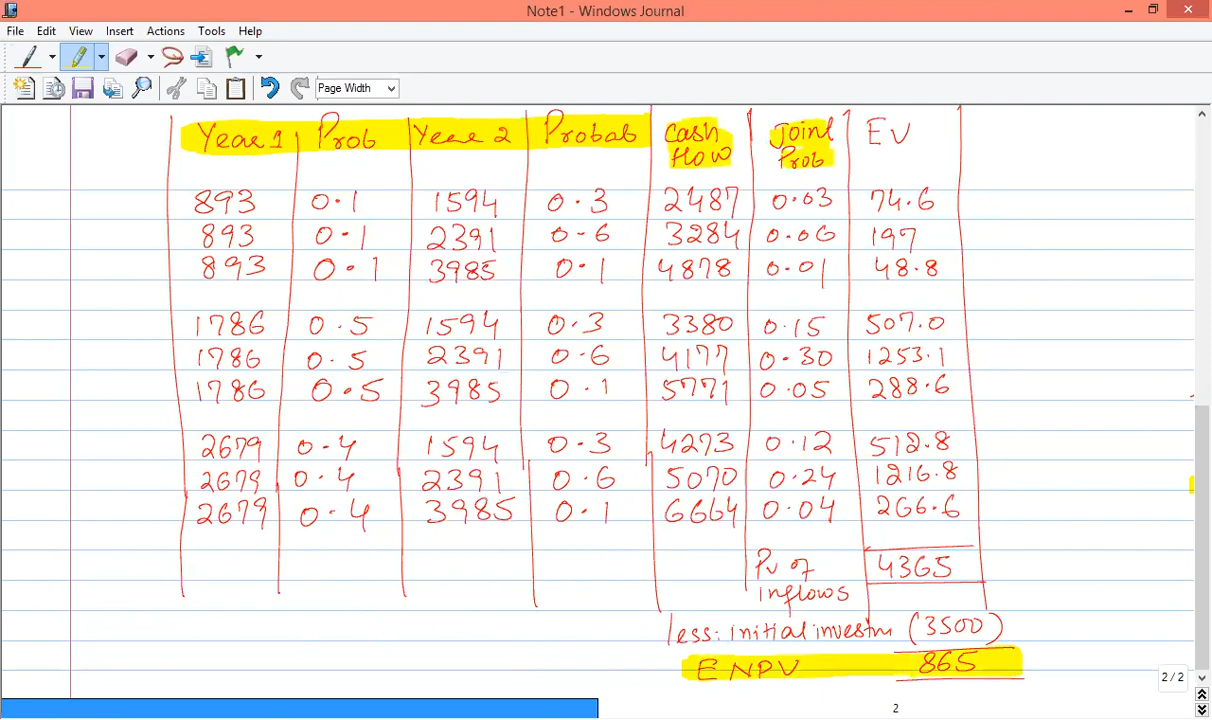 Note1 - Windows Journal
File Edit View Insert Actions Tools Help
Page Width
Year 1 Prob Year 2 Probab Cash flow Joint Prob EV
893 0.1 1594 0.3 2487 0.03 74.6
893 0.1 2391 0.6 3284 0.06 197
893 0.1 3985 0.1 4878 0.01 48.8
1786 0.5 1594 0.3 3380 0.15 507.0
1786 0.5 2391 0.6 4177 0.30 1253.1
1786 0.5 3985 0.1 5771 0.05 288.6
2679 0.4 1594 0.3 4273 0.12 512.8
2679 0.4 2391 0.6 5070 0.24 1216.8
2679 0.4 3985 0.1 6664 0.04 266.6
Pv of inflows 4365
less: initial investm (3500)
ENPV 865
2 / 2
2